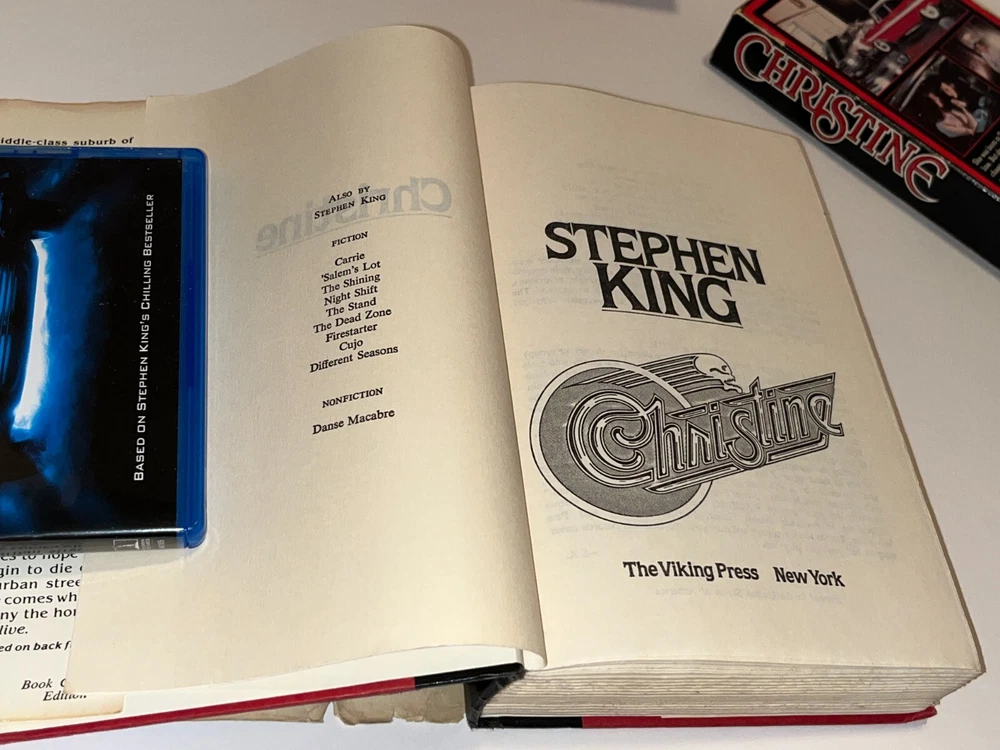 iddle-class suburb of
BASED ON STEPHEN KING'S CHILLING BESTSELLER
to hope
gin to die
urban stree
comes wh
ny the hor
live.
ed on back f
Book C
Edition
ALSO BY
STEPHEN KING
FICTION
Carrie
'Salem's Lot
The Shining
Night Shift
The Stand
The Dead Zone
Firestarter
Cujo
Different Seasons
NONFICTION
Danse Macabre
Christine
STEPHEN
KING
Christine
The Viking Press New York
CHRISTINE